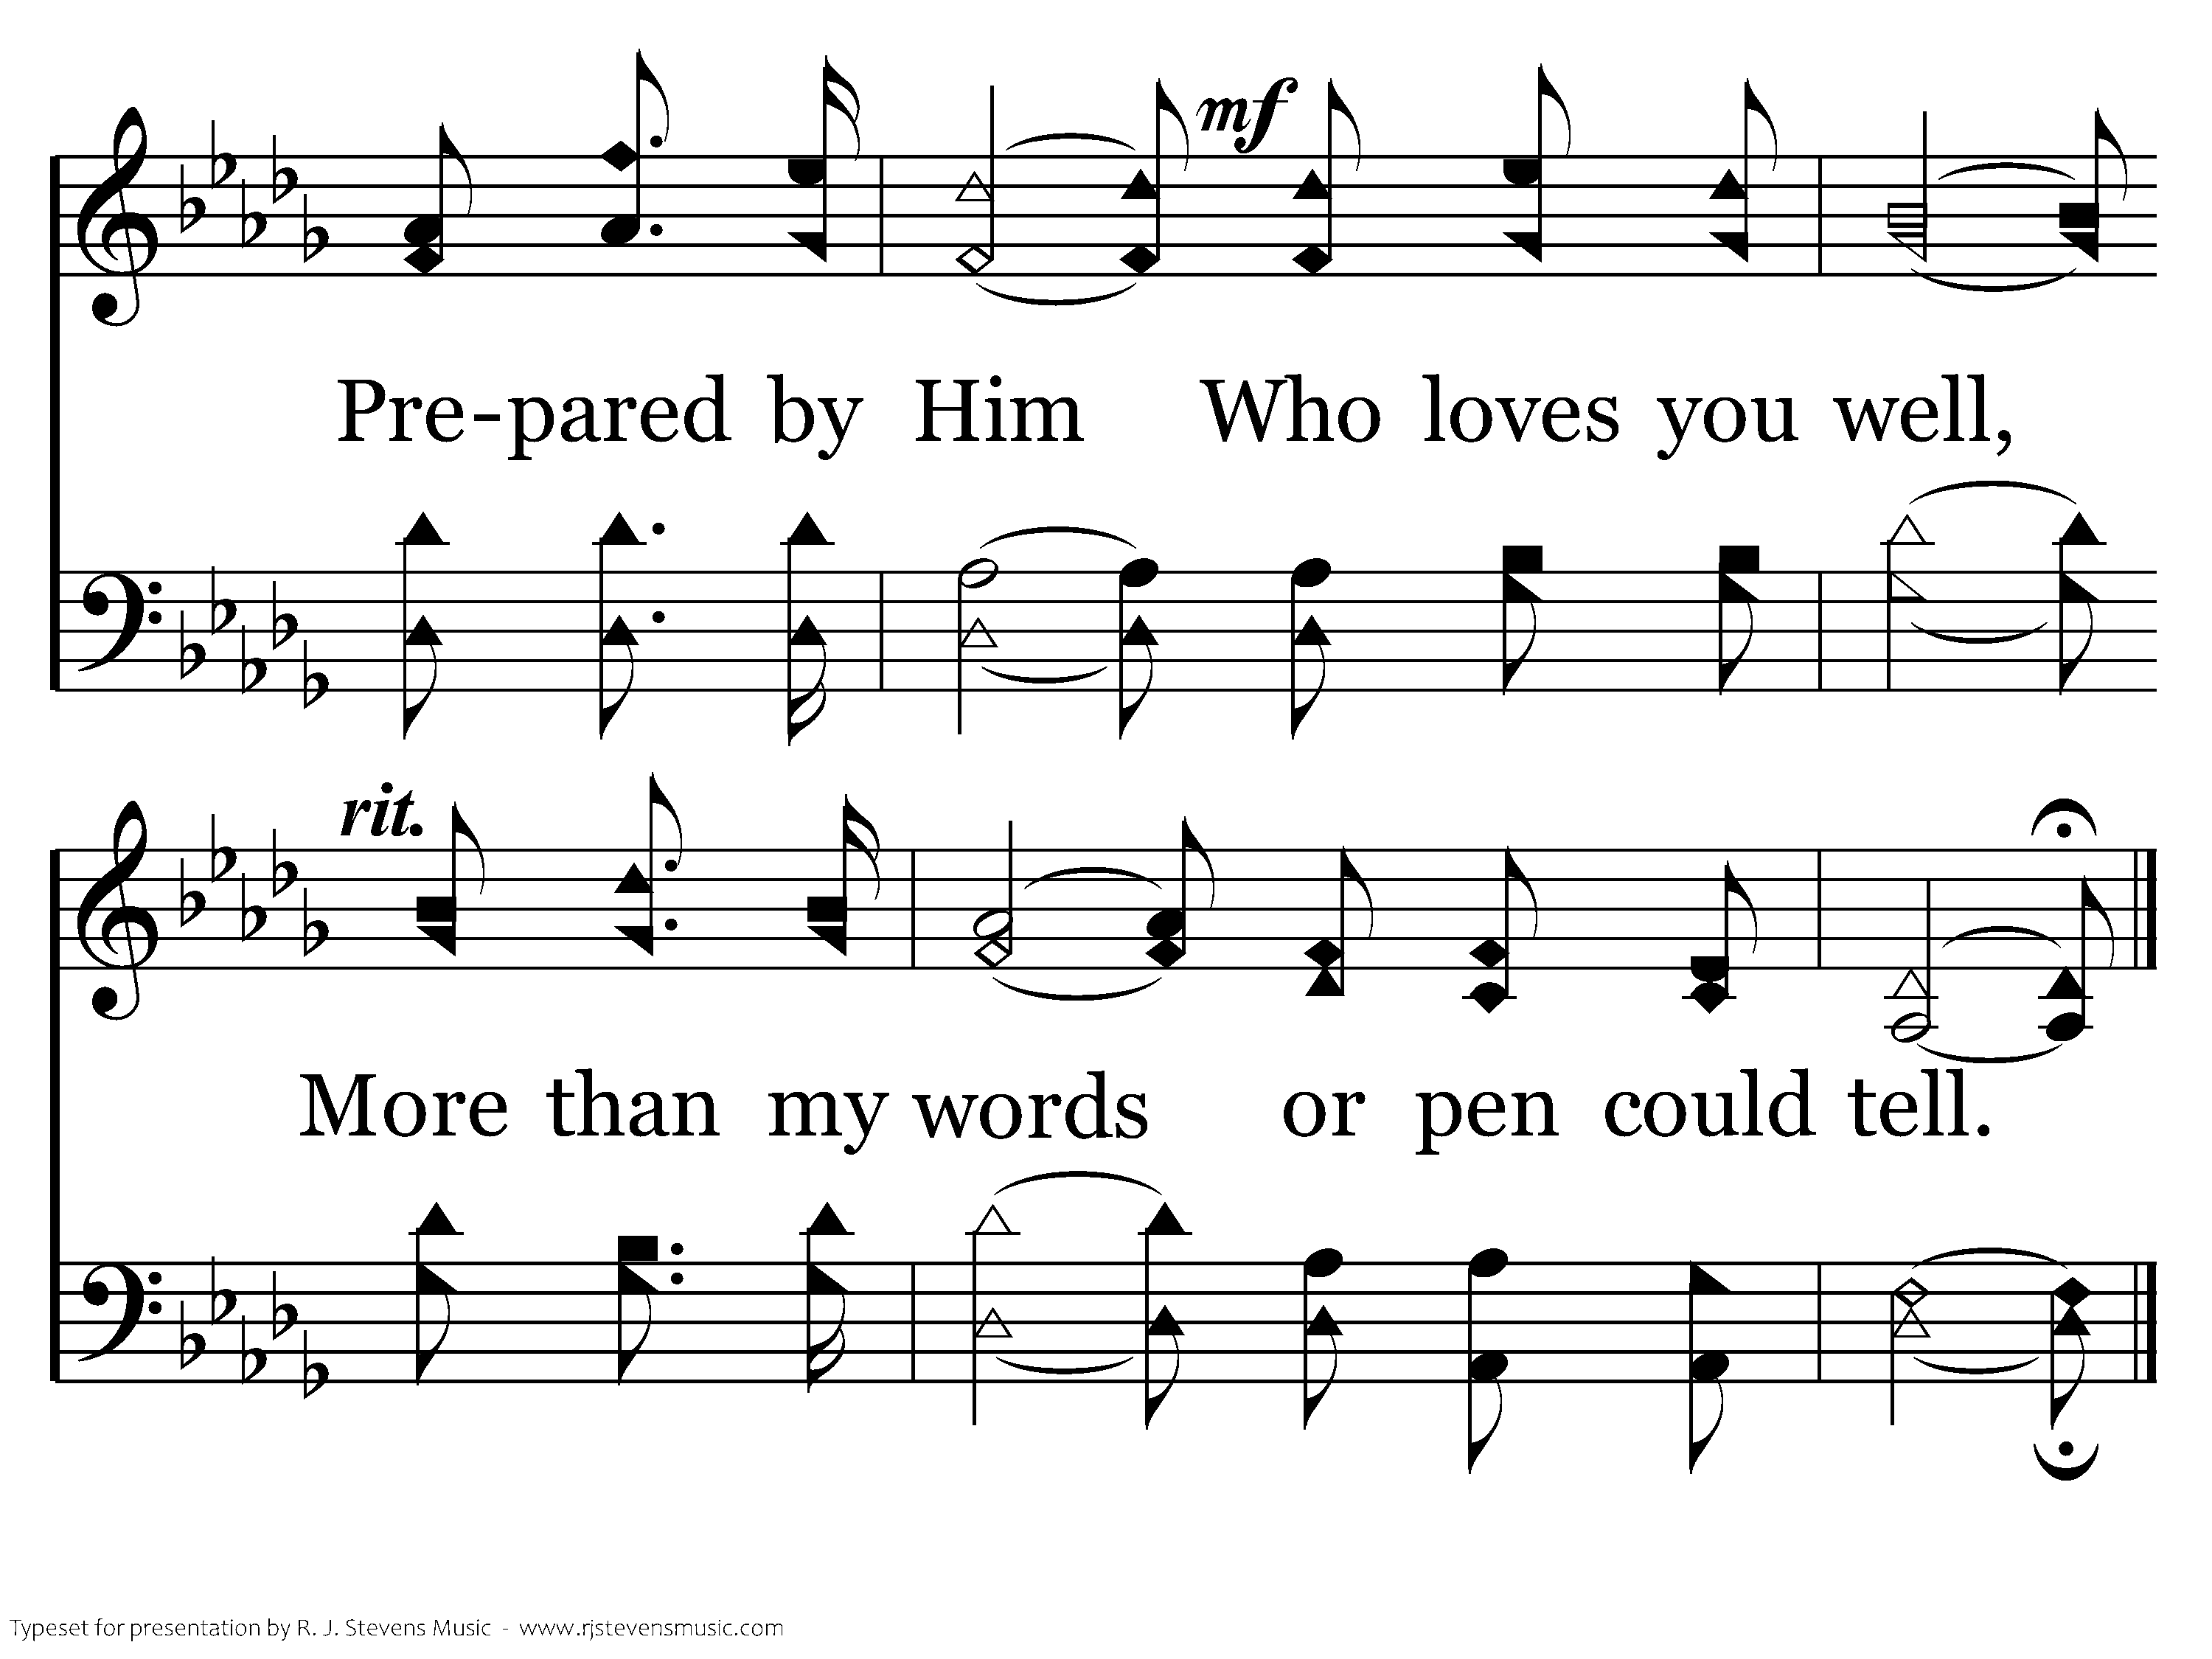 mf
Pre-pared by Him Who loves you well,
rit.
More than my words or pen could tell.
Typeset for presentation by R. J. Stevens Music - www.rjstevensmusic.com